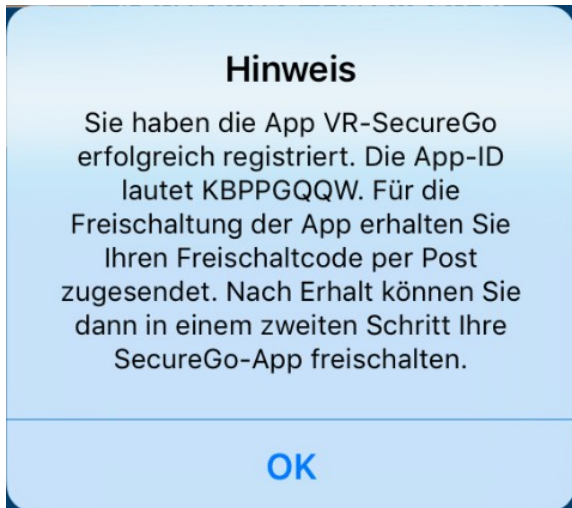 Hinweis
Sie haben die App VR-SecureGo
erfolgreich registriert. Die App-ID
lautet KBPPGQQW. Für die
Freischaltung der App erhalten Sie
Ihren Freischaltcode per Post
zugesendet. Nach Erhalt können Sie
dann in einem zweiten Schritt Ihre
SecureGo-App freischalten.
OK